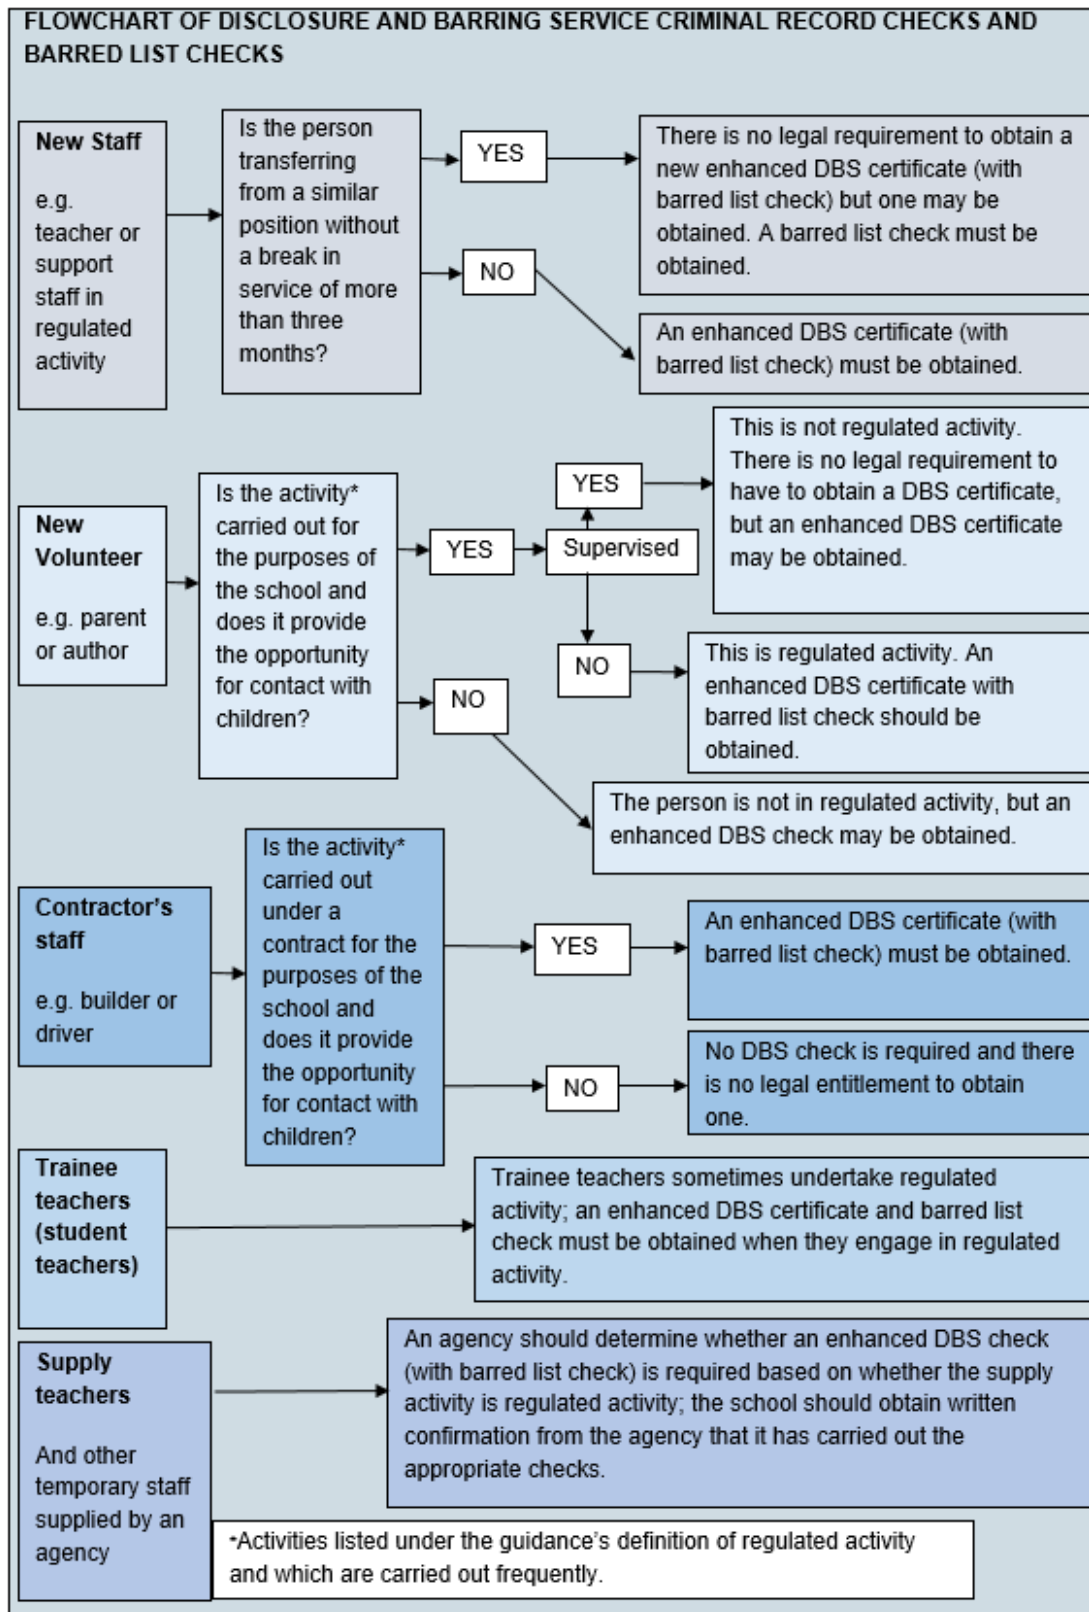 FLOWCHART OF DISCLOSURE AND BARRING SERVICE CRIMINAL RECORD CHECKS AND
BARRED LIST CHECKS
New Staff
e.g.
teacher or
support
staff in
regulated
activity
Is the person
transferring
from a similar
position without
a break in
service of more
than three
months?
YES
There is no legal requirement to obtain a
new enhanced DBS certificate (with
barred list check) but one may be
obtained. A barred list check must be
obtained.
NO
An enhanced DBS certificate (with
barred list check) must be obtained.
New
Volunteer
e.g. parent
or author
Is the activity*
carried out for
the purposes of
the school and
does it provide
the opportunity
for contact with
children?
YES
Supervised
YES
This is not regulated activity.
There is no legal requirement to
have to obtain a DBS certificate,
but an enhanced DBS certificate
may be obtained.
NO
This is regulated activity. An
enhanced DBS certificate with
barred list check should be
obtained.
NO
The person is not in regulated activity, but an
enhanced DBS check may be obtained.
Contractor's
staff
e.g. builder or
driver
Is the activity*
carried out
under a
contract for the
purposes of the
school and
does it provide
the opportunity
for contact with
children?
YES
An enhanced DBS certificate (with
barred list check) must be obtained.
NO
No DBS check is required and there
is no legal entitlement to obtain
one.
Trainee
teachers
(student
teachers)
Trainee teachers sometimes undertake regulated
activity; an enhanced DBS certificate and barred list
check must be obtained when they engage in regulated
activity.
Supply
teachers
And other
temporary staff
supplied by an
agency
An agency should determine whether an enhanced DBS check
(with barred list check) is required based on whether the supply
activity is regulated activity; the school should obtain written
confirmation from the agency that it has carried out the
appropriate checks.
*Activities listed under the guidance's definition of regulated activity
and which are carried out frequently.